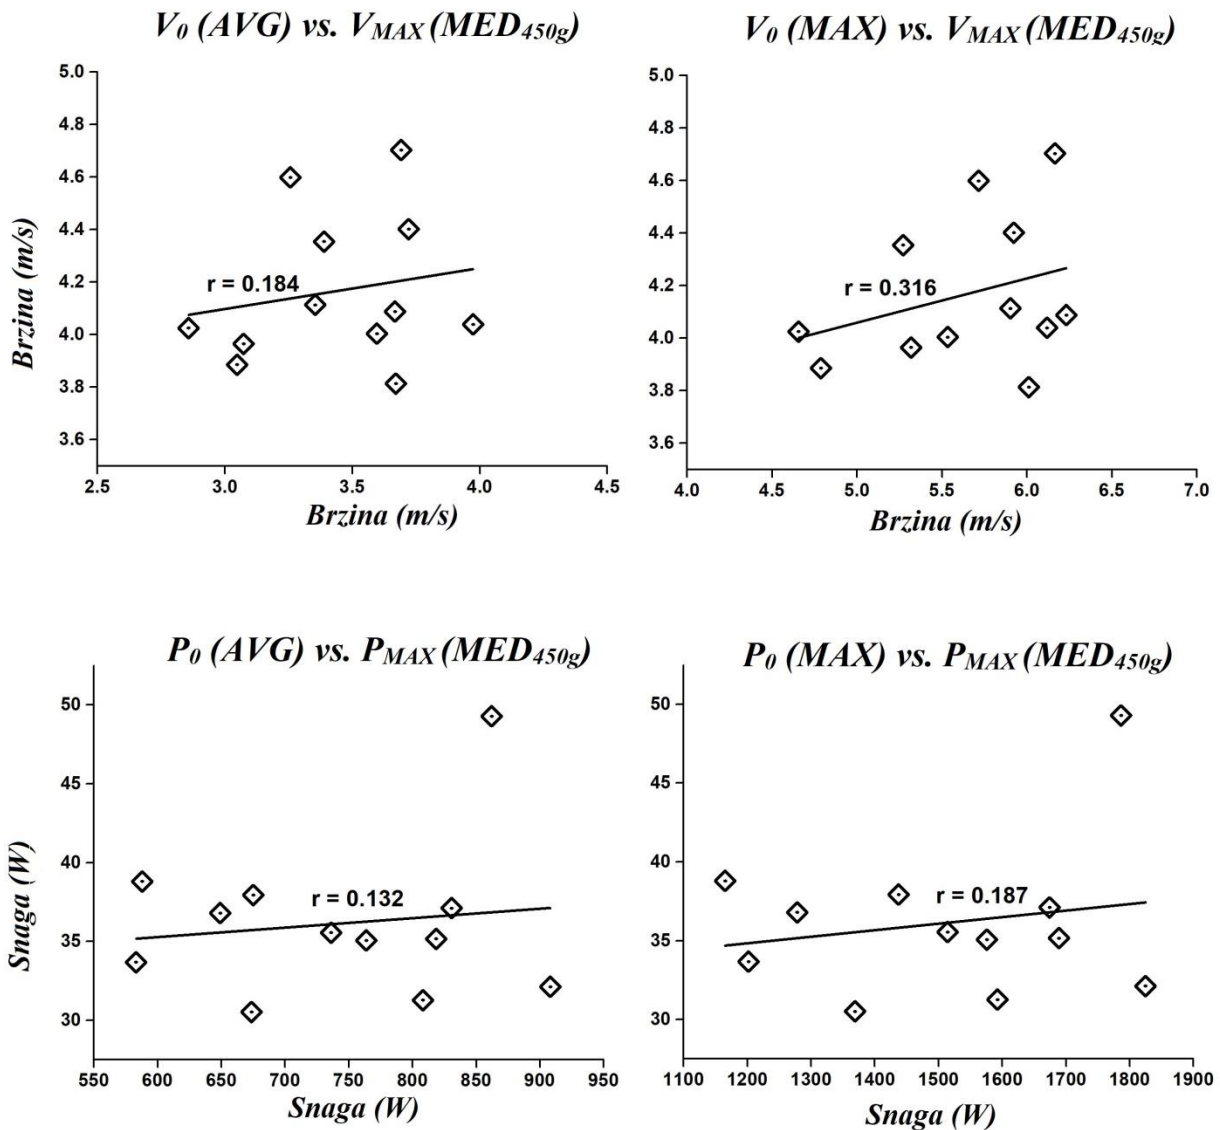 V₀ (AVG) vs. V_MAX (MED₄₅₀g)
5.0
4.8
4.6
4.4
4.2
4.0
3.8
3.6
Brzina (m/s)
r = 0.184
2.5 3.0 3.5 4.0 4.5
Brzina (m/s)
V₀ (MAX) vs. V_MAX (MED₄₅₀g)
5.0
4.8
4.6
4.4
4.2
4.0
3.8
3.6
r = 0.316
4.0 4.5 5.0 5.5 6.0 6.5 7.0
Brzina (m/s)
P₀ (AVG) vs. P_MAX (MED₄₅₀g)
50
45
40
35
30
Snaga (W)
r = 0.132
550 600 650 700 750 800 850 900 950
Snaga (W)
P₀ (MAX) vs. P_MAX (MED₄₅₀g)
50
45
40
35
30
r = 0.187
1100 1200 1300 1400 1500 1600 1700 1800 1900
Snaga (W)